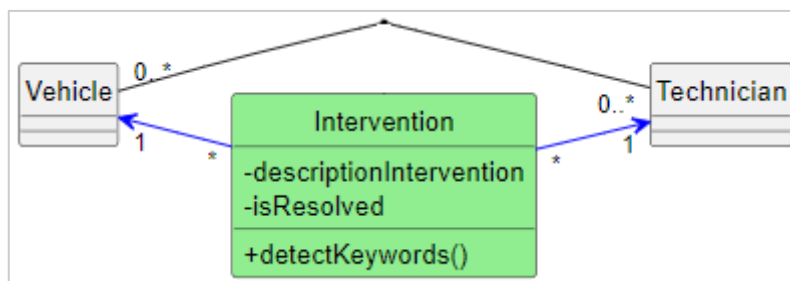 0..*
Vehicle
Technician
0..*
1
*
Intervention
*
1
-descriptionIntervention
-isResolved
+detectKeywords()